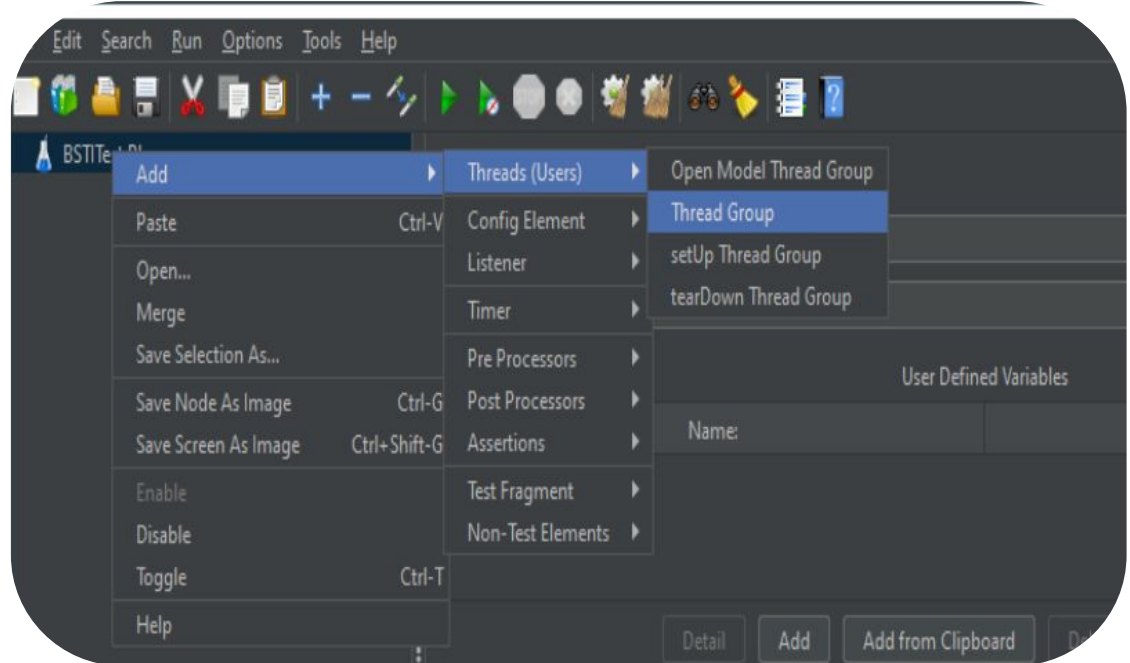 Edit Search Run Options Tools Help
BSTITest Pl
Add
Paste Ctrl-V
Open...
Merge
Save Selection As...
Save Node As Image Ctrl-G
Save Screen As Image Ctrl+Shift-G
Enable
Disable
Toggle Ctrl-T
Help
Threads (Users)
Config Element
Listener
Timer
Pre Processors
Post Processors
Assertions
Test Fragment
Non-Test Elements
Open Model Thread Group
Thread Group
setUp Thread Group
tearDown Thread Group
User Defined Variables
Name:
Detail Add Add from Clipboard